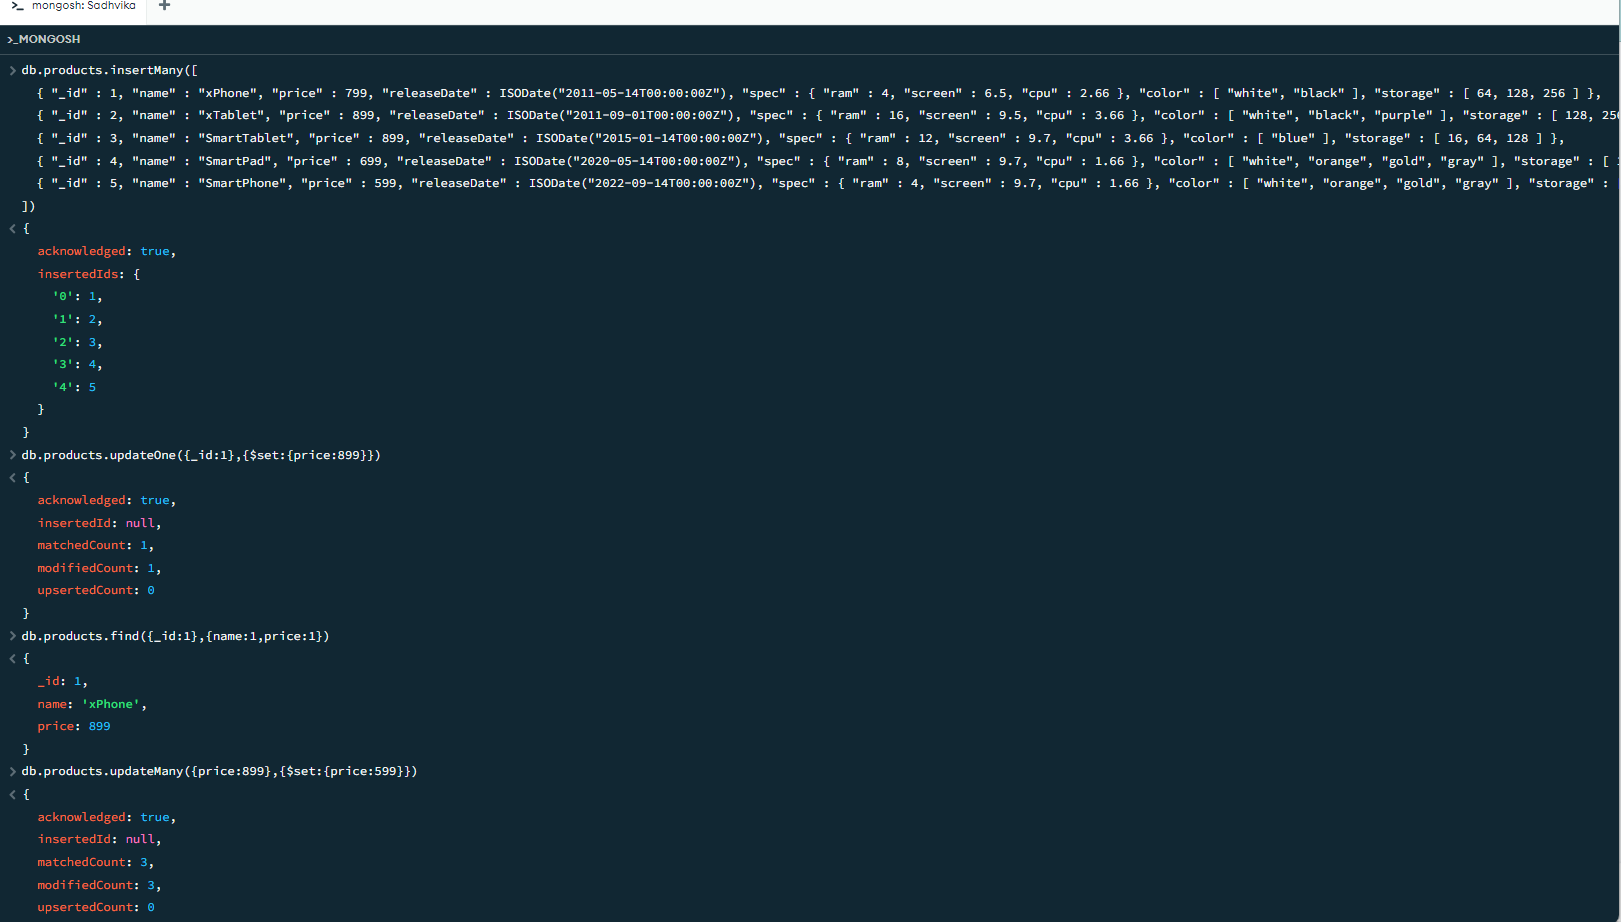 >_ mongosh: Sadhvika +
>_MONGOSH
> db.products.insertMany([
{ "_id" : 1, "name" : "xPhone", "price" : 799, "releaseDate" : ISODate("2011-05-14T00:00:00Z"), "spec" : { "ram" : 4, "screen" : 6.5, "cpu" : 2.66 }, "color" : [ "white", "black" ], "storage" : [ 64, 128, 256 ] },
{ "_id" : 2, "name" : "xTablet", "price" : 899, "releaseDate" : ISODate("2011-09-01T00:00:00Z"), "spec" : { "ram" : 16, "screen" : 9.5, "cpu" : 3.66 }, "color" : [ "white", "black", "purple" ], "storage" : [ 128,
{ "_id" : 3, "name" : "SmartTablet", "price" : 899, "releaseDate" : ISODate("2015-01-14T00:00:00Z"), "spec" : { "ram" : 12, "screen" : 9.7, "cpu" : 3.66 }, "color" : [ "blue" ], "storage" : [ 16, 64, 128 ] },
{ "_id" : 4, "name" : "SmartPad", "price" : 699, "releaseDate" : ISODate("2020-05-14T00:00:00Z"), "spec" : { "ram" : 8, "screen" : 9.7, "cpu" : 1.66 }, "color" : [ "white", "orange", "gold", "gray" ], "storage" : [
{ "_id" : 5, "name" : "SmartPhone", "price" : 599, "releaseDate" : ISODate("2022-09-14T00:00:00Z"), "spec" : { "ram" : 4, "screen" : 9.7, "cpu" : 1.66 }, "color" : [ "white", "orange", "gold", "gray" ], "storage" :
])
< {
acknowledged: true,
insertedIds: {
'0': 1,
'1': 2,
'2': 3,
'3': 4,
'4': 5
}
}
> db.products.updateOne({_id:1},{$set:{price:899}})
< {
acknowledged: true,
insertedId: null,
matchedCount: 1,
modifiedCount: 1,
upsertedCount: 0
}
> db.products.find({_id:1},{name:1,price:1})
< {
_id: 1,
name: 'xPhone',
price: 899
}
> db.products.updateMany({price:899},{$set:{price:599}})
< {
acknowledged: true,
insertedId: null,
matchedCount: 3,
modifiedCount: 3,
upsertedCount: 0